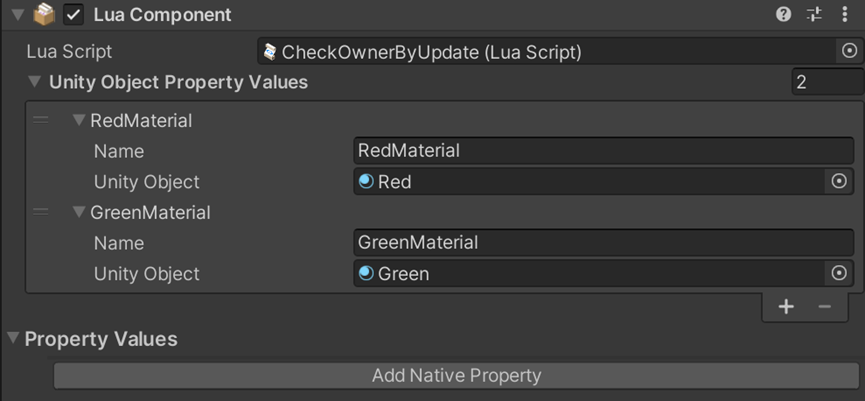 Lua Component
Lua Script CheckOwnerByUpdate (Lua Script)
Unity Object Property Values 2
RedMaterial
Name RedMaterial
Unity Object Red
GreenMaterial
Name GreenMaterial
Unity Object Green
+ −
Property Values
Add Native Property